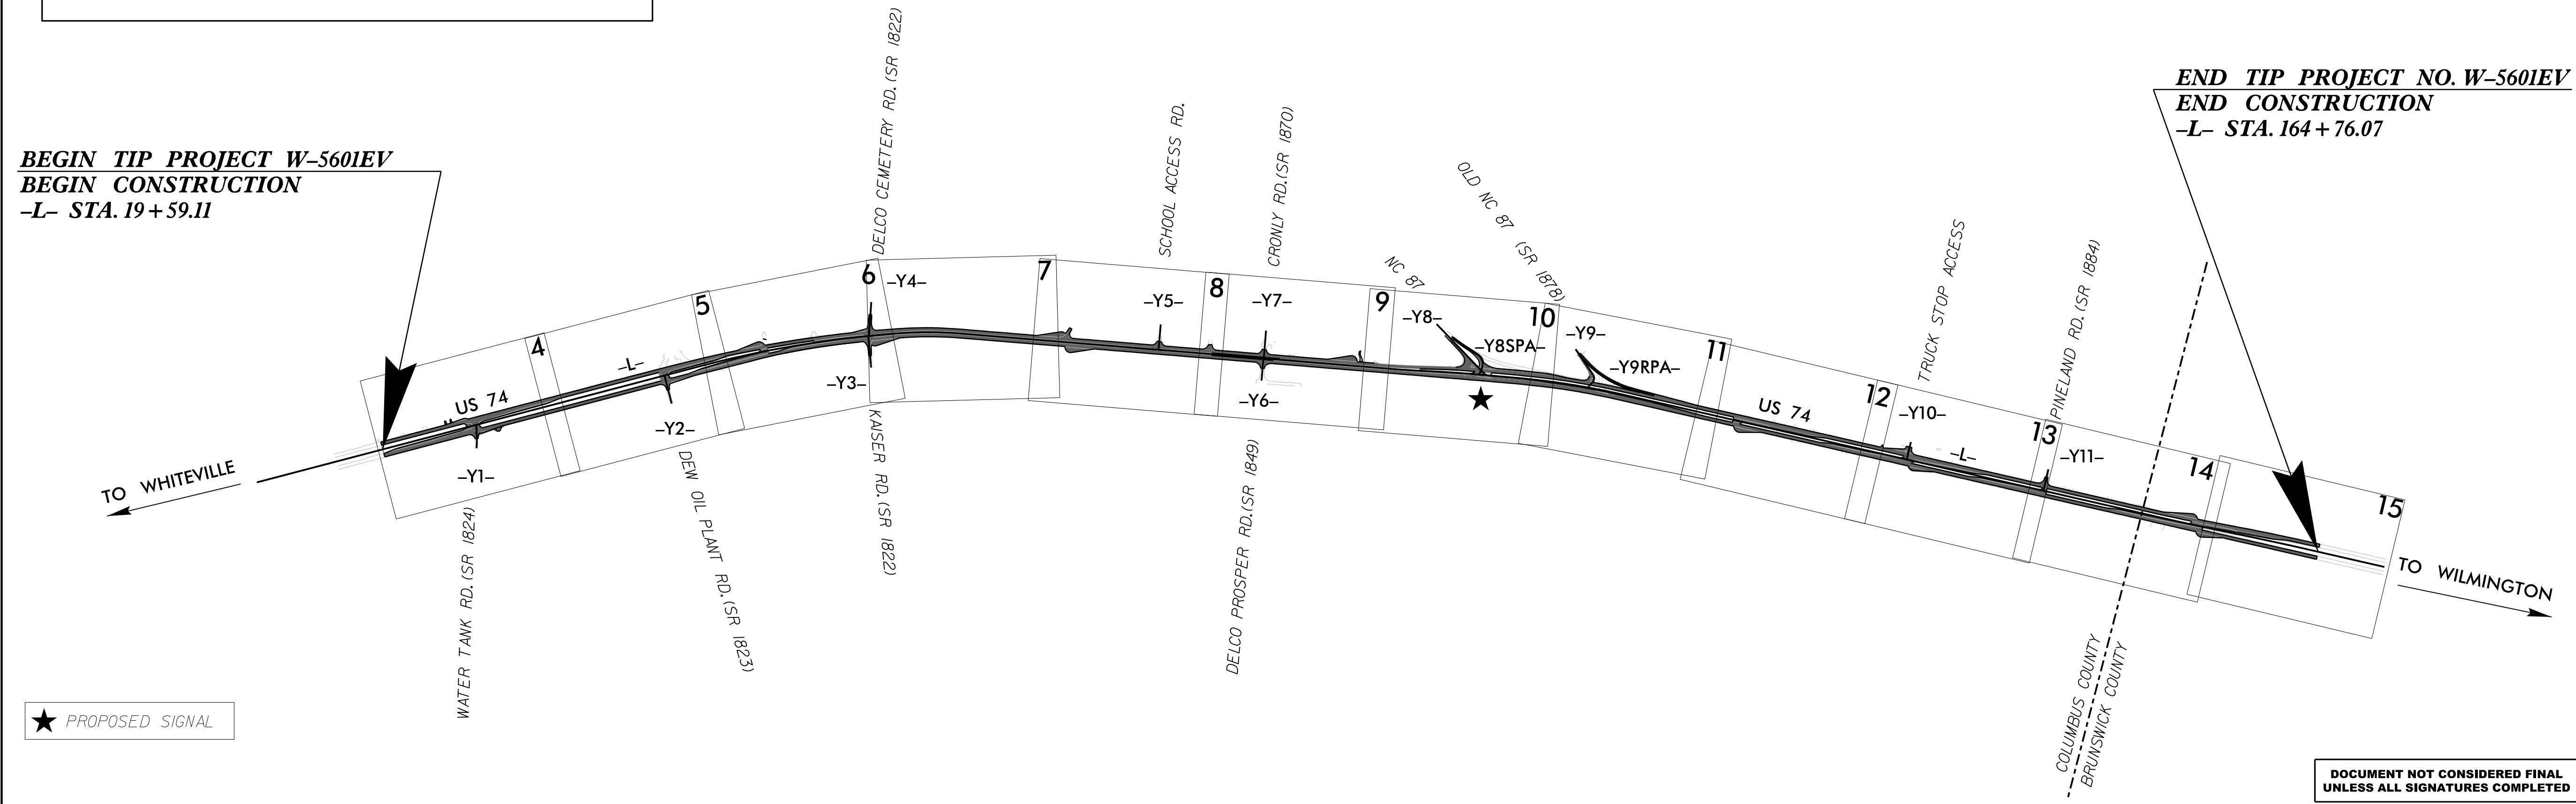 BEGIN TIP PROJECT W–5601EV
BEGIN CONSTRUCTION
–L– STA. 19+59.11
END TIP PROJECT NO. W–5601EV
END CONSTRUCTION
–L– STA. 164+76.07
DELCO CEMETERY RD. (SR 1822)
SCHOOL ACCESS RD.
CRONLY RD. (SR 1870)
NC 87
OLD NC 87 (SR 1878)
TRUCK STOP ACCESS
PINELAND RD. (SR 1884)
4
5
6
7
8
9
10
11
12
13
14
15
US 74
–L–
–Y1–
–Y2–
–Y3–
–Y4–
–Y5–
–Y6–
–Y7–
–Y8–
–Y8SPA–
–Y9–
–Y9RPA–
US 74
–Y10–
–L–
–Y11–
TO WHITEVILLE
TO WILMINGTON
WATER TANK RD. (SR 1824)
DEW OIL PLANT RD. (SR 1823)
KAISER RD. (SR 1822)
DELCO PROSPER RD. (SR 1849)
COLUMBUS COUNTY
BRUNSWICK COUNTY
★ PROPOSED SIGNAL
DOCUMENT NOT CONSIDERED FINAL
UNLESS ALL SIGNATURES COMPLETED